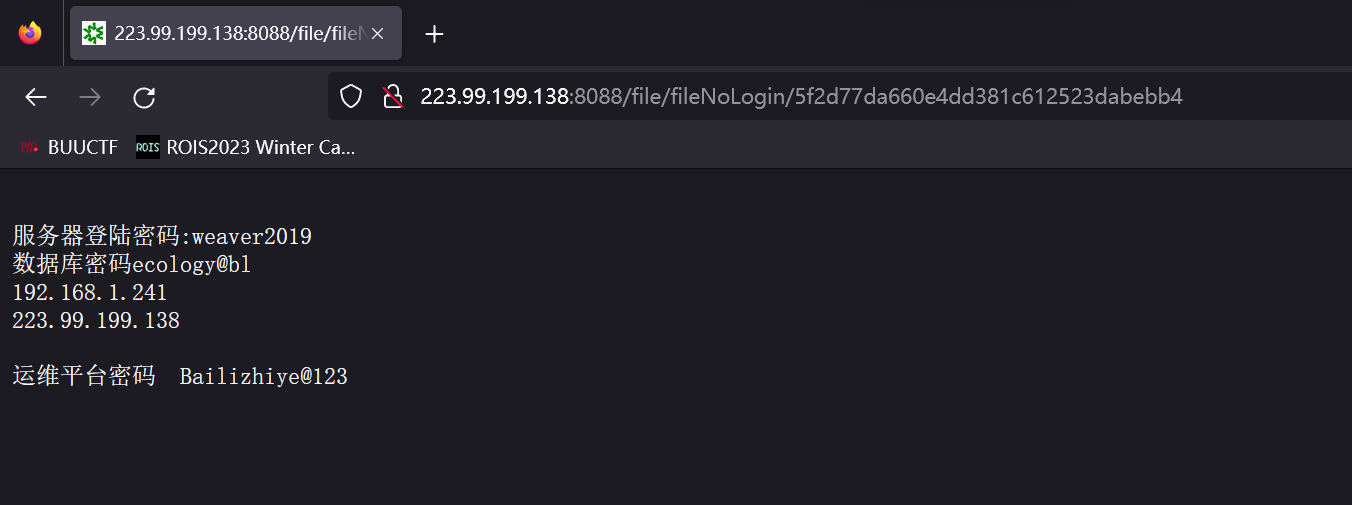 223.99.199.138:8088/file/fileN
223.99.199.138:8088/file/fileNoLogin/5f2d77da660e4dd381c612523dabebb4
BUUCTF ROIS ROIS2023 Winter Ca...
服务器登陆密码:weaver2019
数据库密码ecology@bl
192.168.1.241
223.99.199.138
运维平台密码 Bailizhiye@123